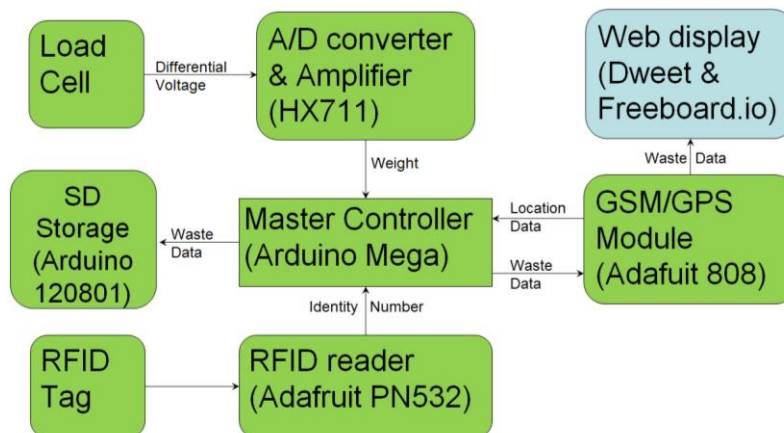 Load
Cell
Differential
Voltage
A/D converter
& Amplifier
(HX711)
Web display
(Dweet &
Freeboard.io)
Weight
Waste Data
SD
Storage
(Arduino
120801)
Waste
Data
Master Controller
(Arduino Mega)
Location
Data
Waste
Data
GSM/GPS
Module
(Adafuit 808)
Identity Number
RFID
Tag
RFID reader
(Adafruit PN532)